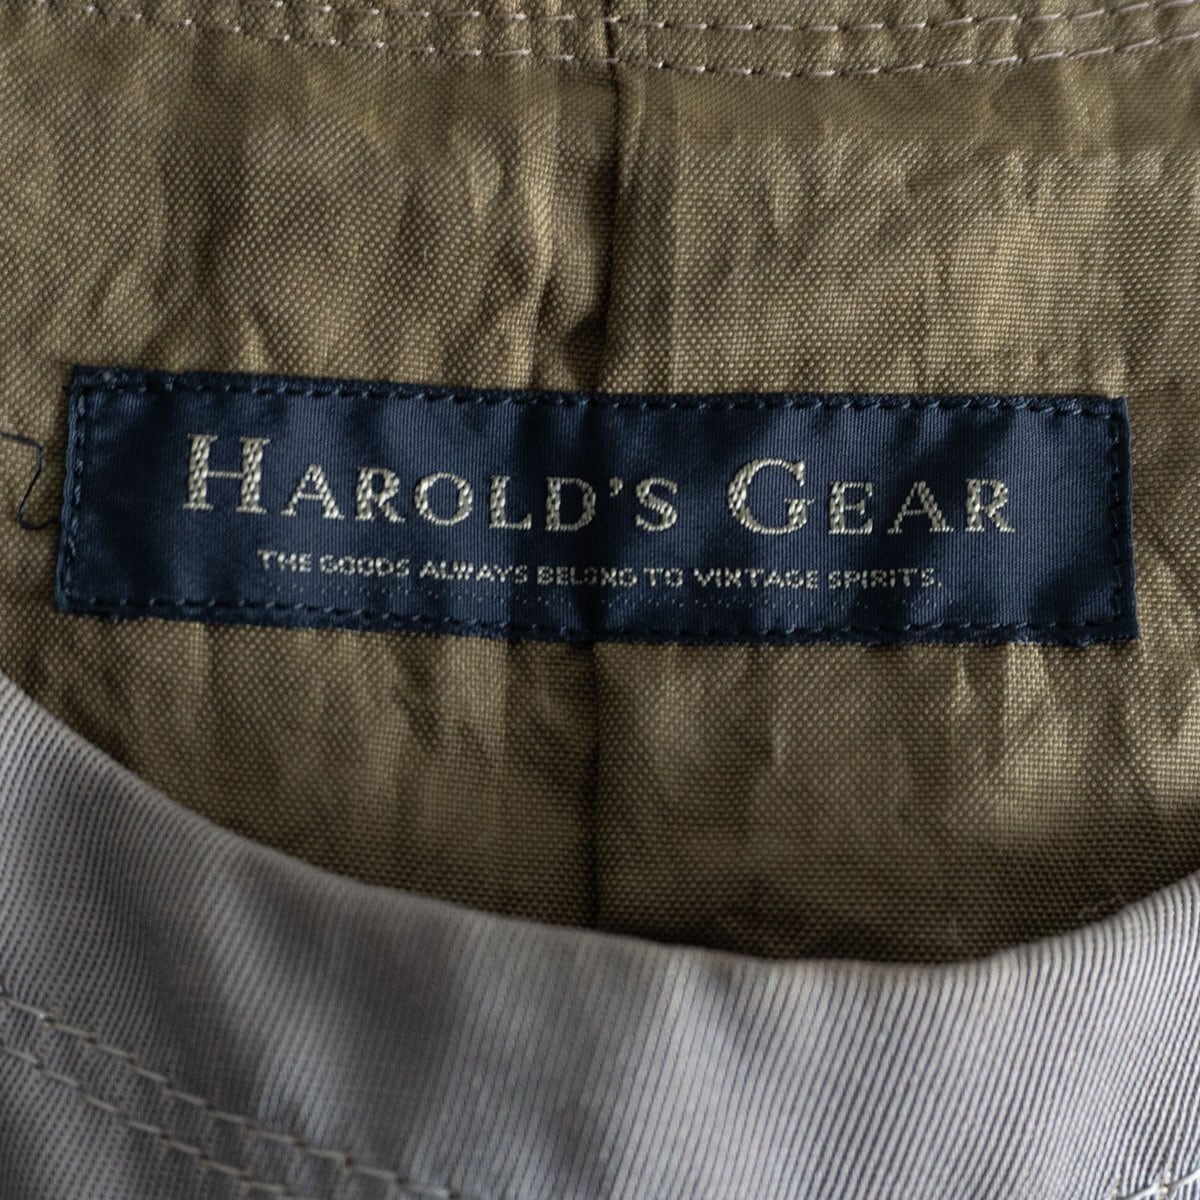 HAROLD'S GEAR
THE GOODS ALWAYS BELONG TO VINTAGE SPIRITS.